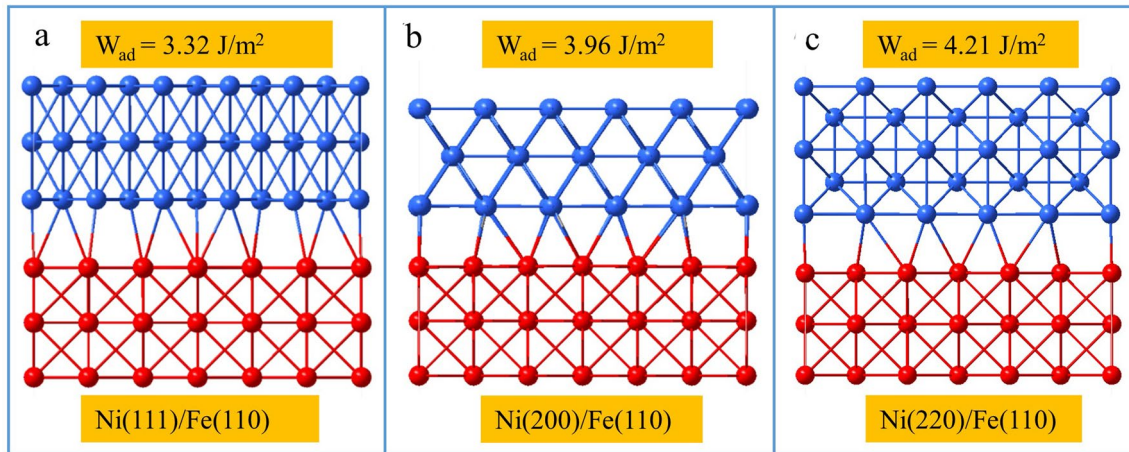 a
W_ad = 3.32 J/m²
Ni(111)/Fe(110)
b
W_ad = 3.96 J/m²
Ni(200)/Fe(110)
c
W_ad = 4.21 J/m²
Ni(220)/Fe(110)